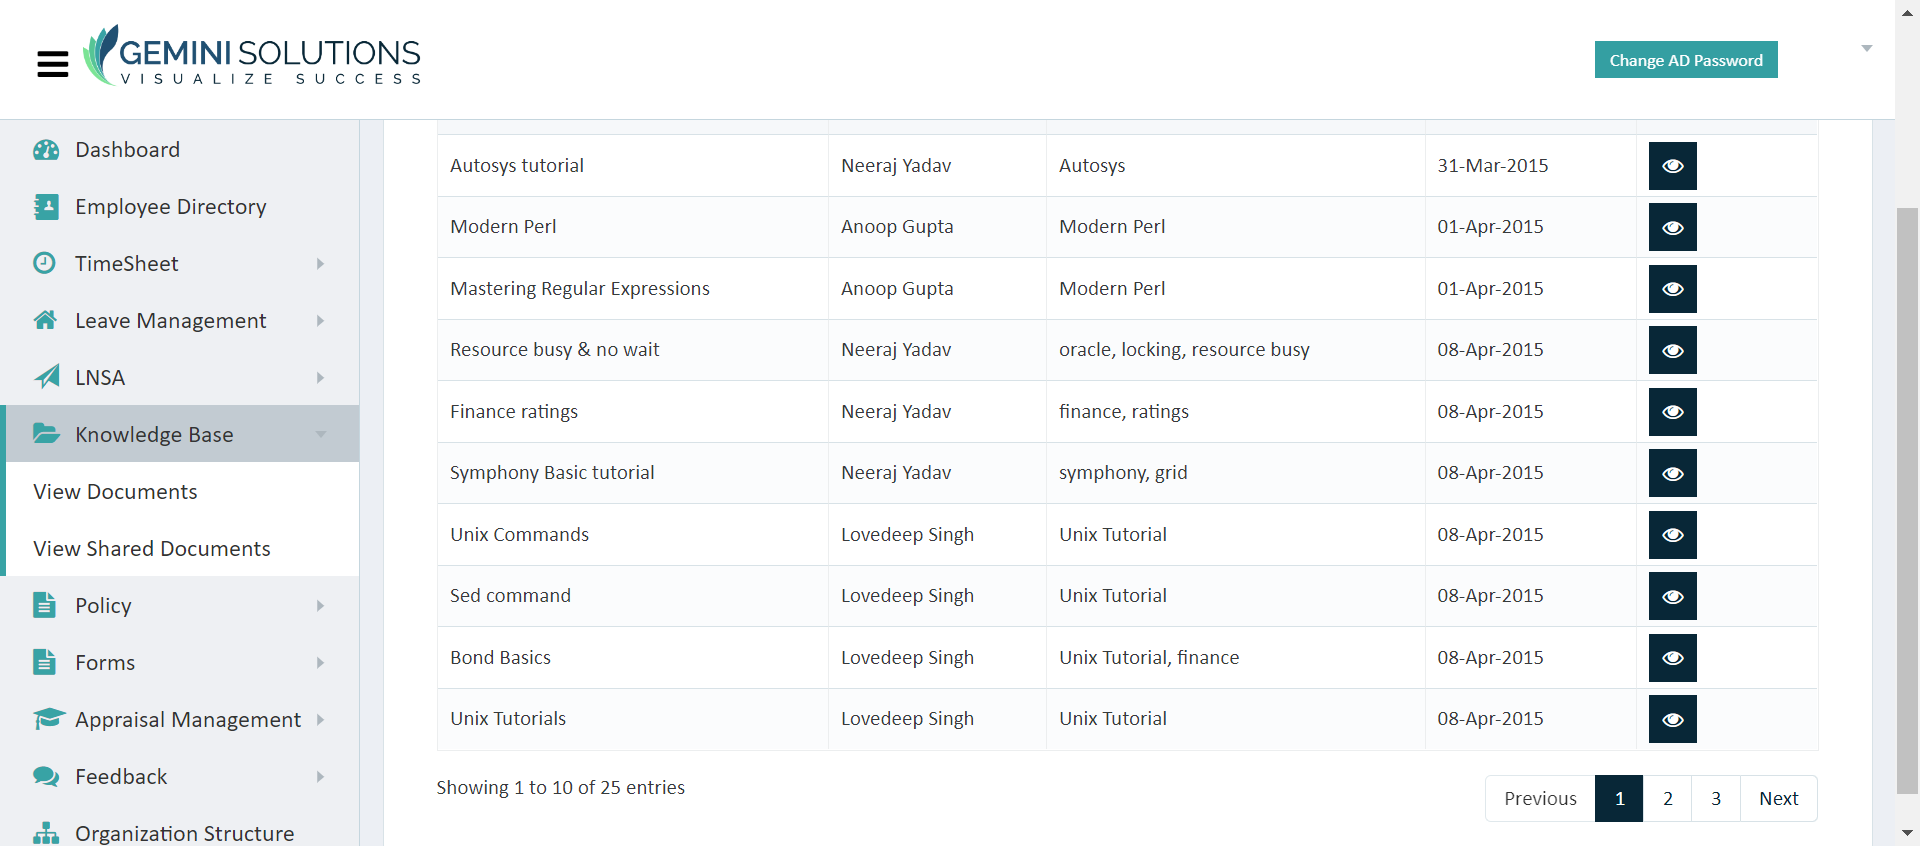 GEMINI SOLUTIONS
VISUALIZE SUCCESS
Change AD Password
Dashboard
Employee Directory
TimeSheet
Leave Management
LNSA
Knowledge Base
View Documents
View Shared Documents
Policy
Forms
Appraisal Management
Feedback
Organization Structure
Autosys tutorial Neeraj Yadav Autosys 31-Mar-2015
Modern Perl Anoop Gupta Modern Perl 01-Apr-2015
Mastering Regular Expressions Anoop Gupta Modern Perl 01-Apr-2015
Resource busy & no wait Neeraj Yadav oracle, locking, resource busy 08-Apr-2015
Finance ratings Neeraj Yadav finance, ratings 08-Apr-2015
Symphony Basic tutorial Neeraj Yadav symphony, grid 08-Apr-2015
Unix Commands Lovedeep Singh Unix Tutorial 08-Apr-2015
Sed command Lovedeep Singh Unix Tutorial 08-Apr-2015
Bond Basics Lovedeep Singh Unix Tutorial, finance 08-Apr-2015
Unix Tutorials Lovedeep Singh Unix Tutorial 08-Apr-2015
Showing 1 to 10 of 25 entries
Previous 1 2 3 Next